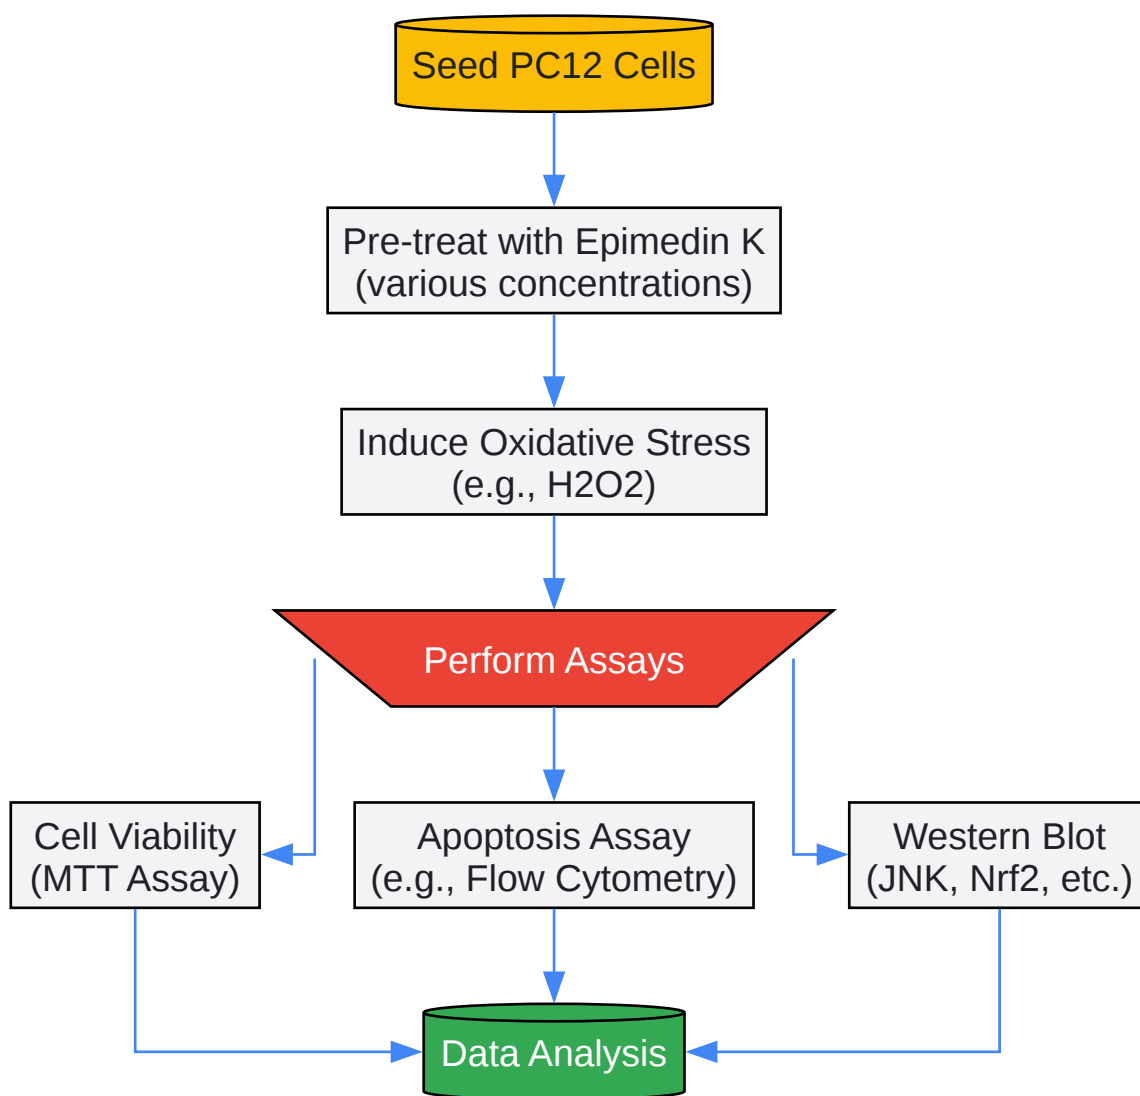 Seed PC12 Cells
Pre-treat with Epimedin K
(various concentrations)
Induce Oxidative Stress
(e.g., H2O2)
Perform Assays
Cell Viability
(MTT Assay)
Apoptosis Assay
(e.g., Flow Cytometry)
Western Blot
(JNK, Nrf2, etc.)
Data Analysis